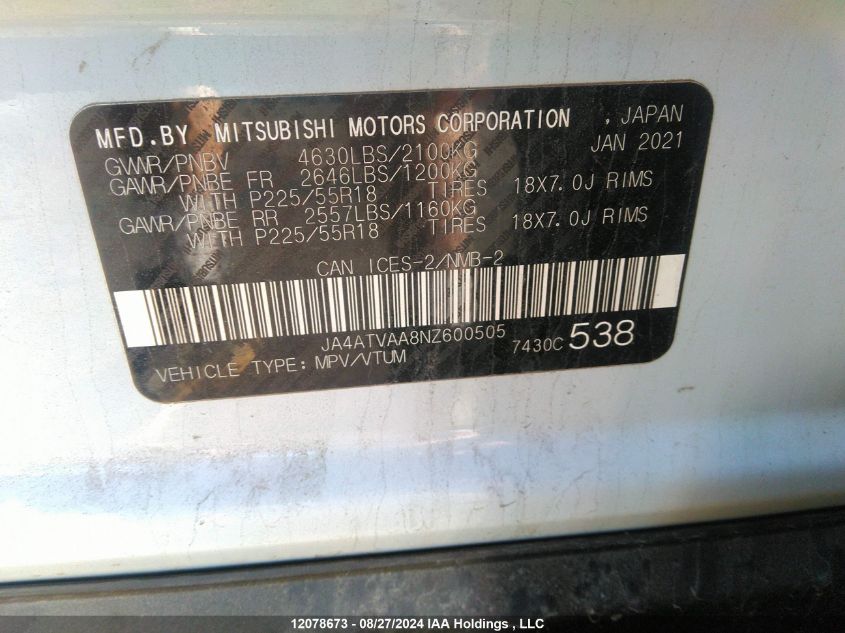 MFD.BY MITSUBISHI MOTORS CORPORATION , JAPAN
GVWR/PNBV 4630LBS/2100KG JAN 2021
GAWR/PNBE FR 2646LBS/1200KG
WITH P225/55R18 TIRES 18X7.0J RIMS
GAWR/PNBE RR 2557LBS/1160KG
WITH P225/55R18 TIRES 18X7.0J RIMS
CAN ICES-2/NMB-2
JA4ATVAA8NZ600505 7430C 538
VEHICLE TYPE:MPV/VTUM
12078673 - 08/27/2024 IAA Holdings , LLC